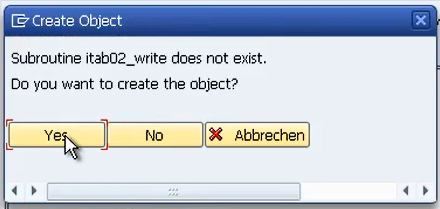 Create Object
Subroutine itab02_write does not exist.
Do you want to create the object?
Yes No Abbrechen